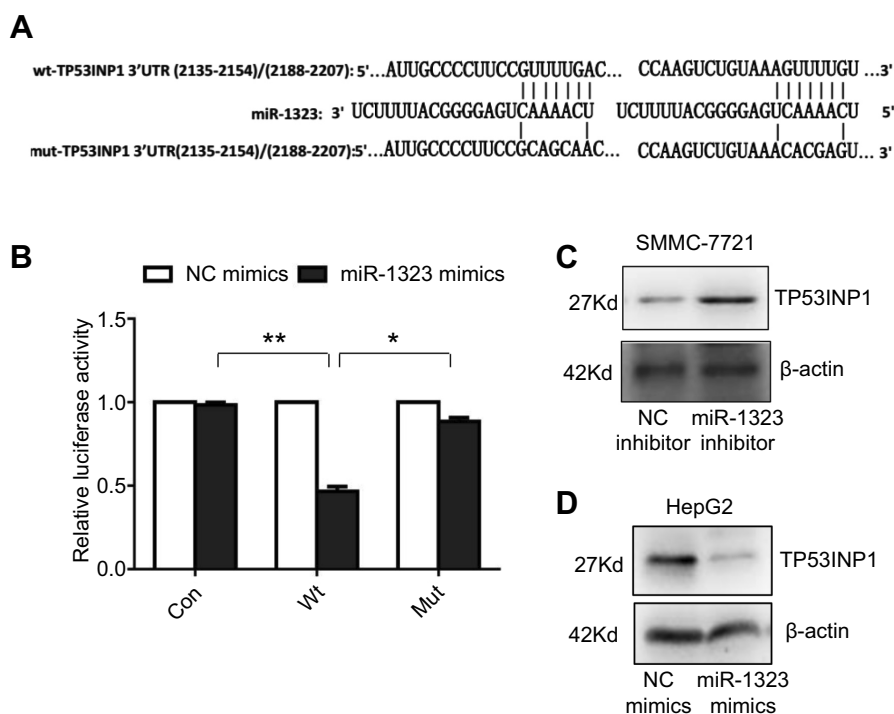 A
wt-TP53INP1 3'UTR (2135-2154)/(2188-2207): 5'...AUUGCCCCUUCCGUUUUGAC... CCAAGUCUGUAAAGUUUUGU ...3'
miR-1323: 3' UCUUUUACGGGGAGUCAAAACU UCUUUUACGGGGAGUCAAAACU 5'
mut-TP53INP1 3'UTR(2135-2154)/(2188-2207):5'...AUUGCCCCUUCCGCAGCAAC... CCAAGUCUGUAAACACGAGU... 3'
B
NC mimics miR-1323 mimics
Relative luciferase activity
1.5
1.0
0.5
0.0
** *
Con Wt Mut
C
SMMC-7721
27Kd TP53INP1
42Kd β-actin
NC miR-1323
inhibitor inhibitor
D
HepG2
27Kd TP53INP1
42Kd β-actin
NC miR-1323
mimics mimics